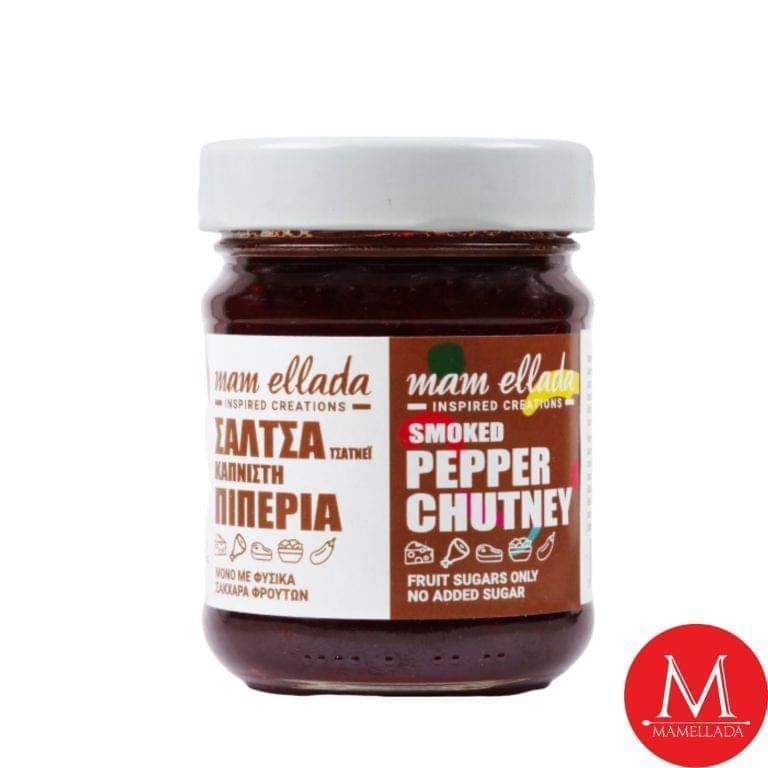 mam ellada
INSPIRED CREATIONS
ΣΑΛΤΣΑ ΤΣΑΤΝΕΪ
ΚΑΠΝΙΣΤΗ
ΠΙΠΕΡΙΑ
ΜΟΝΟ ΜΕ ΦΥΣΙΚΑ
ΣΑΚΧΑΡΑ ΦΡΟΥΤΩΝ
mam ellada
INSPIRED CREATIONS
SMOKED
PEPPER
CHUTNEY
FRUIT SUGARS ONLY
NO ADDED SUGAR
M
MAMELLADA